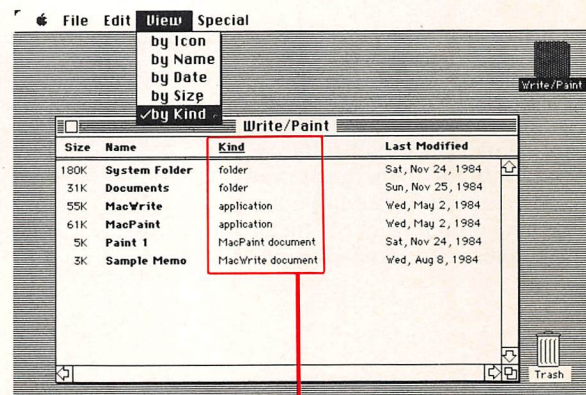 File Edit View Special
by Icon
by Name
by Date
by Size
✓by Kind
Write/Paint
Write/Paint
Size Name Kind Last Modified
180K System Folder folder Sat, Nov 24, 1984
31K Documents folder Sun, Nov 25, 1984
55K MacWrite application Wed, May 2, 1984
61K MacPaint application Wed, May 2, 1984
5K Paint 1 MacPaint document Sat, Nov 24, 1984
3K Sample Memo MacWrite document Wed, Aug 8, 1984
Trash